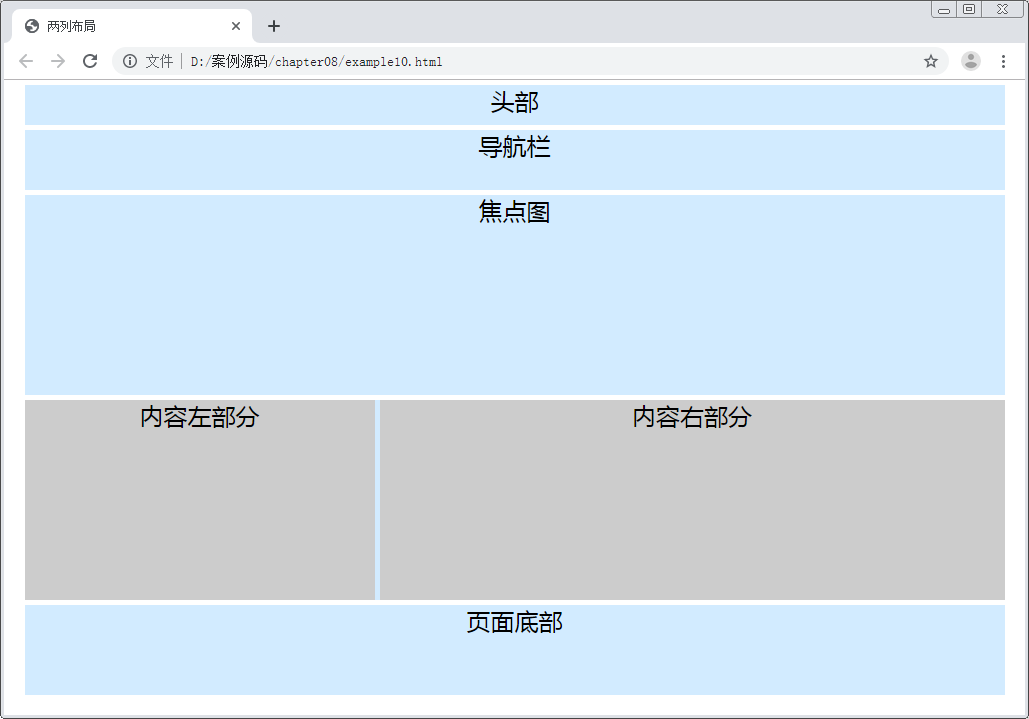 两列布局
文件 D:/案例源码/chapter08/example10.html
头部
导航栏
焦点图
内容左部分
内容右部分
页面底部